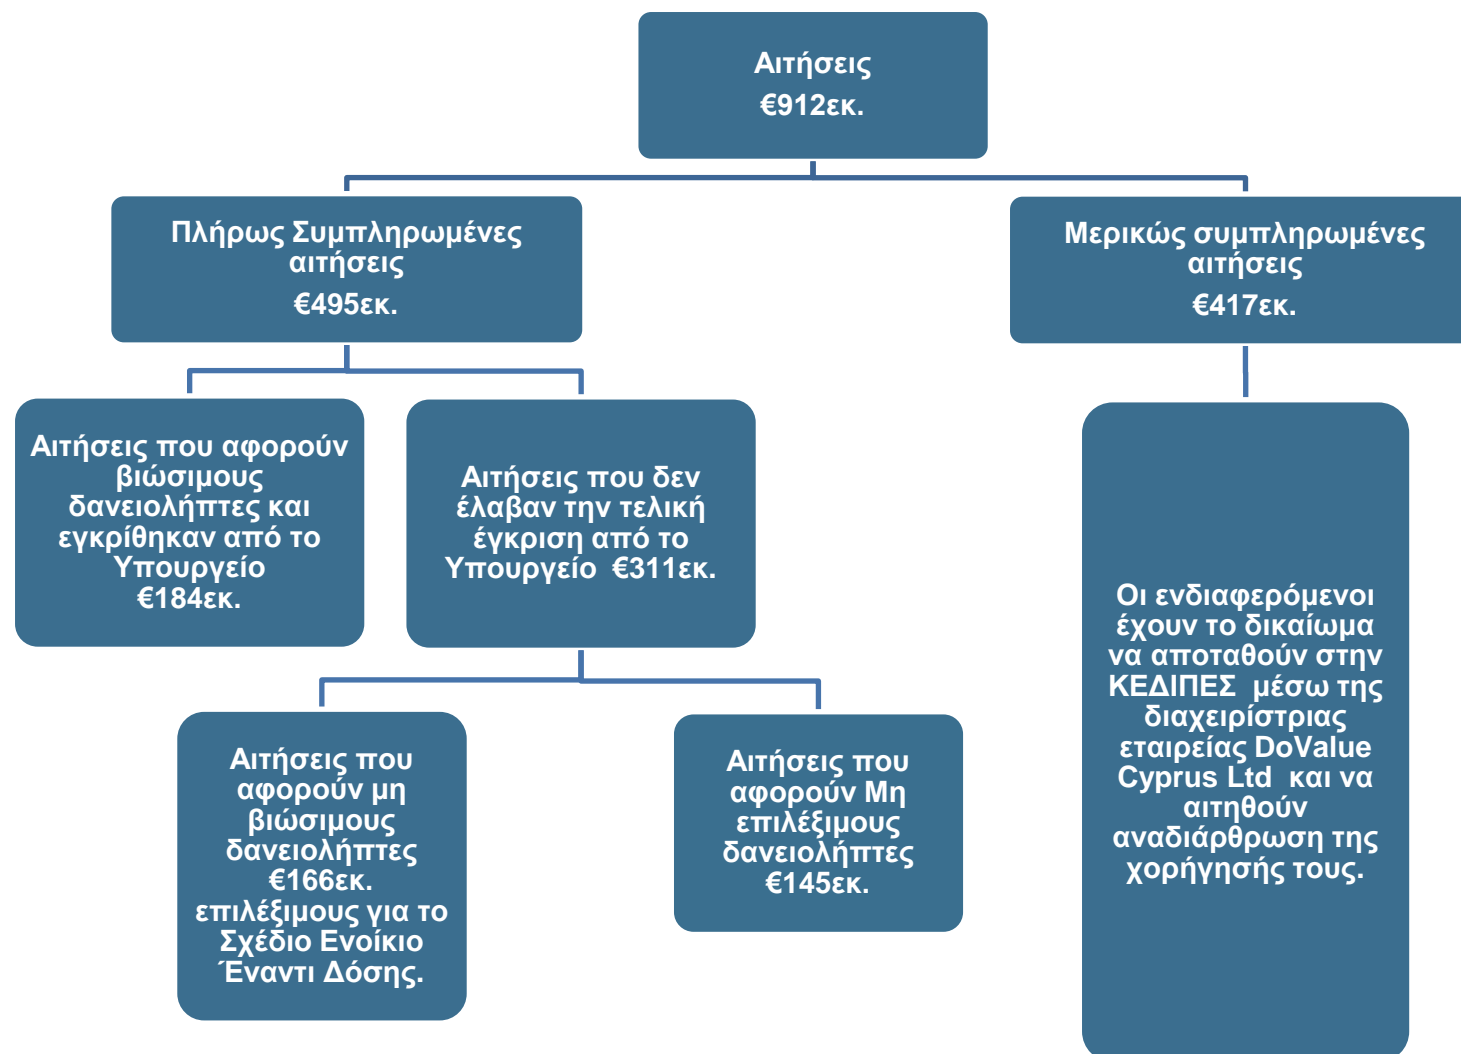 Αιτήσεις
€912εκ.
Πλήρως Συμπληρωμένες
αιτήσεις
€495εκ.
Μερικώς συμπληρωμένες
αιτήσεις
€417εκ.
Αιτήσεις που αφορούν
βιώσιμους
δανειολήπτες και
εγκρίθηκαν από το
Υπουργείο
€184εκ.
Αιτήσεις που δεν
έλαβαν την τελική
έγκριση από το
Υπουργείο €311εκ.
Οι ενδιαφερόμενοι
έχουν το δικαίωμα
να αποταθούν στην
ΚΕΔΙΠΕΣ μέσω της
διαχειρίστριας
εταιρείας DoValue
Cyprus Ltd και να
αιτηθούν
αναδιάρθρωση της
χορήγησής τους.
Αιτήσεις που
αφορούν μη
βιώσιμους
δανειολήπτες
€166εκ.
επιλέξιμους για το
Σχέδιο Ενοίκιο
Έναντι Δόσης.
Αιτήσεις που
αφορούν Μη
επιλέξιμους
δανειολήπτες
€145εκ.